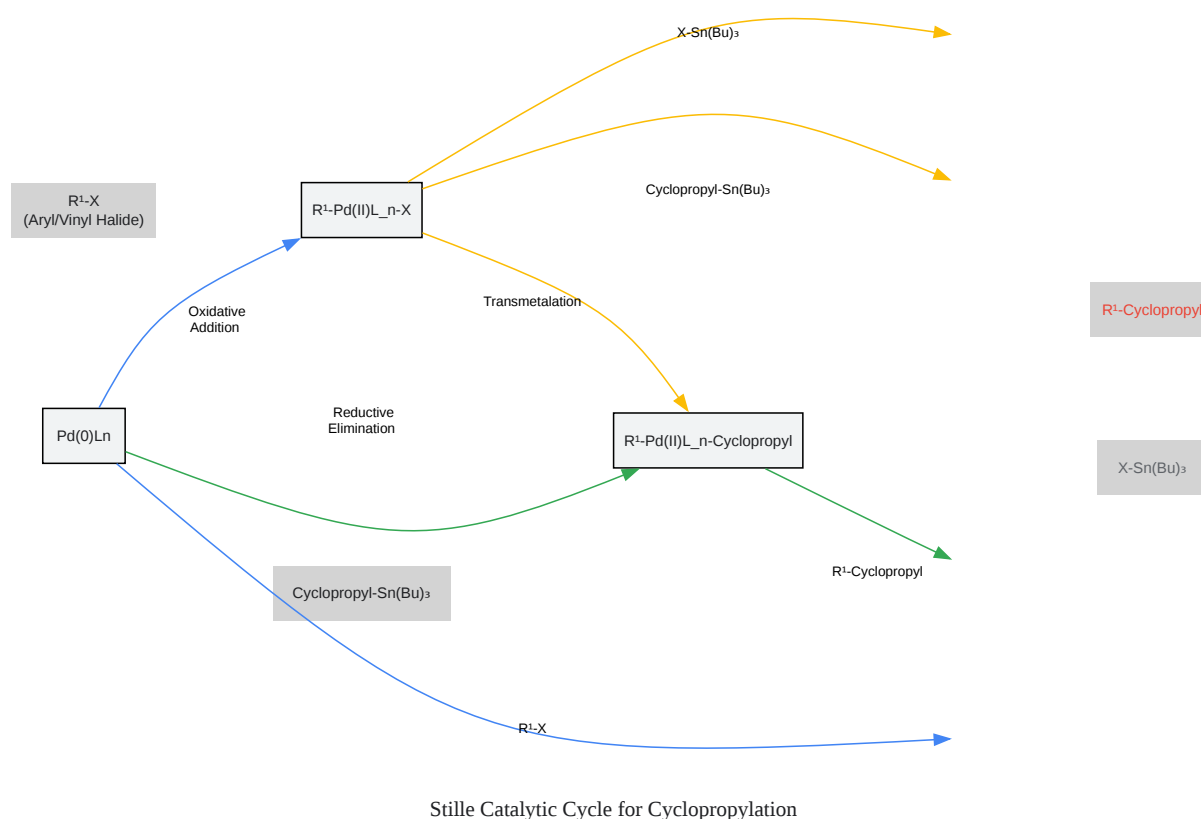 X-Sn(Bu)₃
Cyclopropyl-Sn(Bu)₃
R¹-X
(Aryl/Vinyl Halide)
R¹-Pd(II)L_n-X
Transmetalation
Oxidative
Addition
R¹-Cyclopropyl
Reductive
Elimination
Pd(0)Ln
R¹-Pd(II)L_n-Cyclopropyl
X-Sn(Bu)₃
R¹-Cyclopropyl
Cyclopropyl-Sn(Bu)₃
R¹-X
Stille Catalytic Cycle for Cyclopropylation